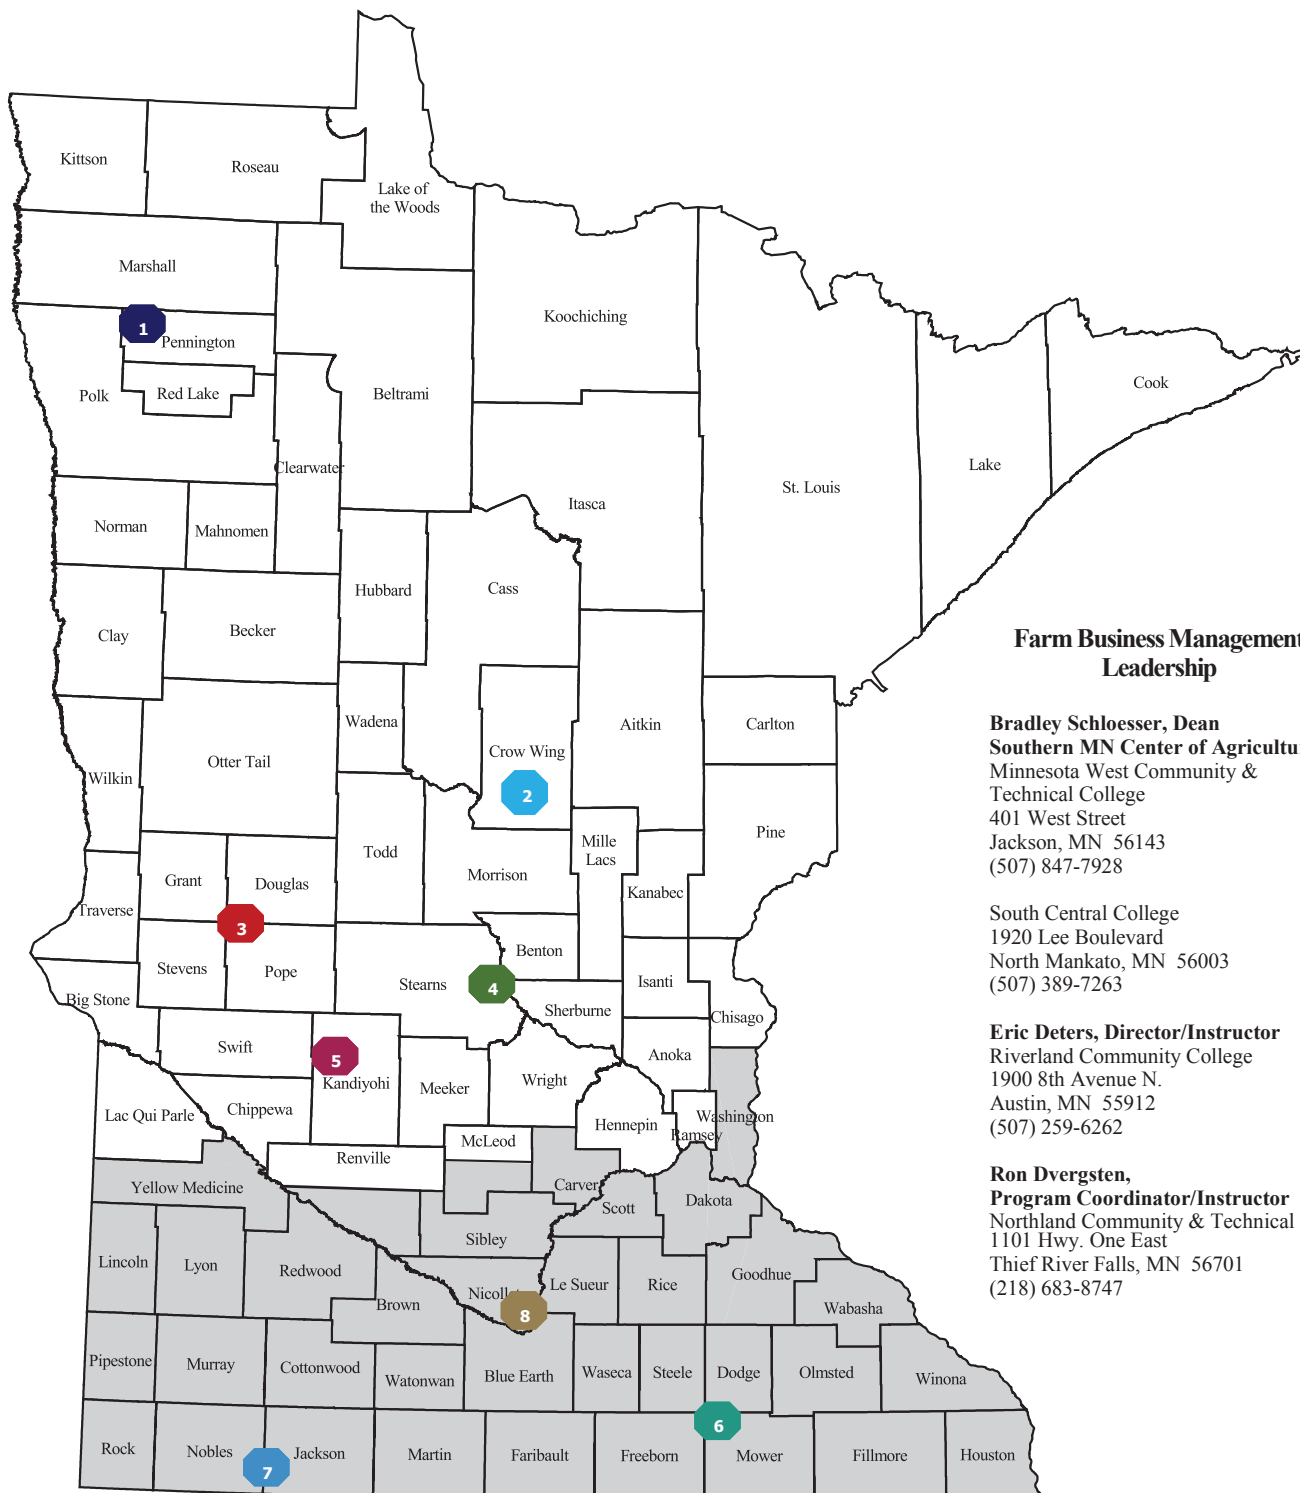 Kittson
Roseau
Lake of
the Woods
Marshall
Koochiching
1
Pennington
Polk
Red Lake
Beltrami
Cook
Clearwater
Lake
St. Louis
Itasca
Norman
Mahnomen
Hubbard
Cass
Clay
Becker
Wadena
Aitkin
Carlton
Crow Wing
Otter Tail
Wilkin
2
Pine
Todd
Mille
Lacs
Morrison
Grant
Douglas
Kanabec
Traverse
3
Benton
Stevens
Pope
Stearns
4
Isanti
Big Stone
Sherburne
Chisago
Swift
5
Kandiyohi
Anoka
Meeker
Wright
Chippewa
Lac Qui Parle
Hennepin
Washington
Ramsey
McLeod
Renville
Yellow Medicine
Carver
Scott
Dakota
Sibley
Lincoln
Lyon
Redwood
Brown
Nicollet
8
Le Sueur
Rice
Goodhue
Wabasha
Pipestone
Murray
Cottonwood
Watonwan
Blue Earth
Waseca
Steele
Dodge
Olmsted
Winona
6
Rock
Nobles
7
Jackson
Martin
Faribault
Freeborn
Mower
Fillmore
Houston
Farm Business Management
Leadership
Bradley Schloesser, Dean
Southern MN Center of Agricultu
Minnesota West Community &
Technical College
401 West Street
Jackson, MN 56143
(507) 847-7928
South Central College
1920 Lee Boulevard
North Mankato, MN 56003
(507) 389-7263
Eric Deters, Director/Instructor
Riverland Community College
1900 8th Avenue N.
Austin, MN 55912
(507) 259-6262
Ron Dvergsten,
Program Coordinator/Instructor
Northland Community & Technical
1101 Hwy. One East
Thief River Falls, MN 56701
(218) 683-8747